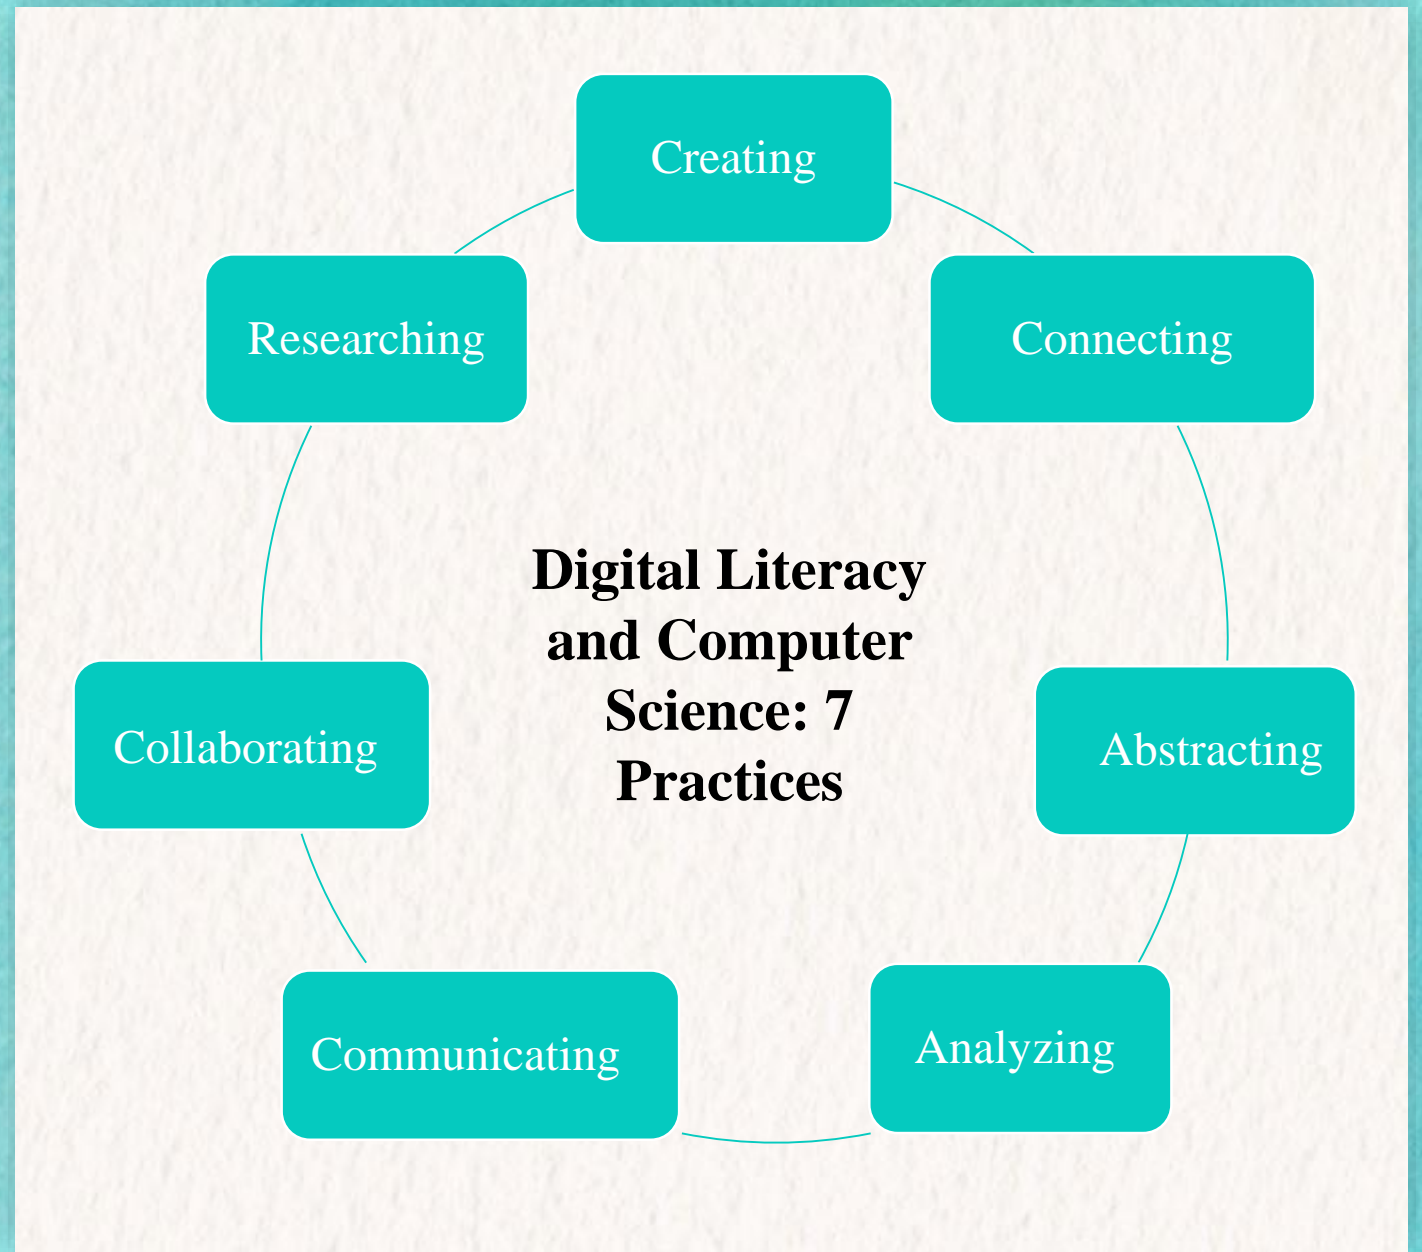 Creating
Researching
Connecting
Digital Literacy
and Computer
Science: 7
Practices
Collaborating
Abstracting
Communicating
Analyzing